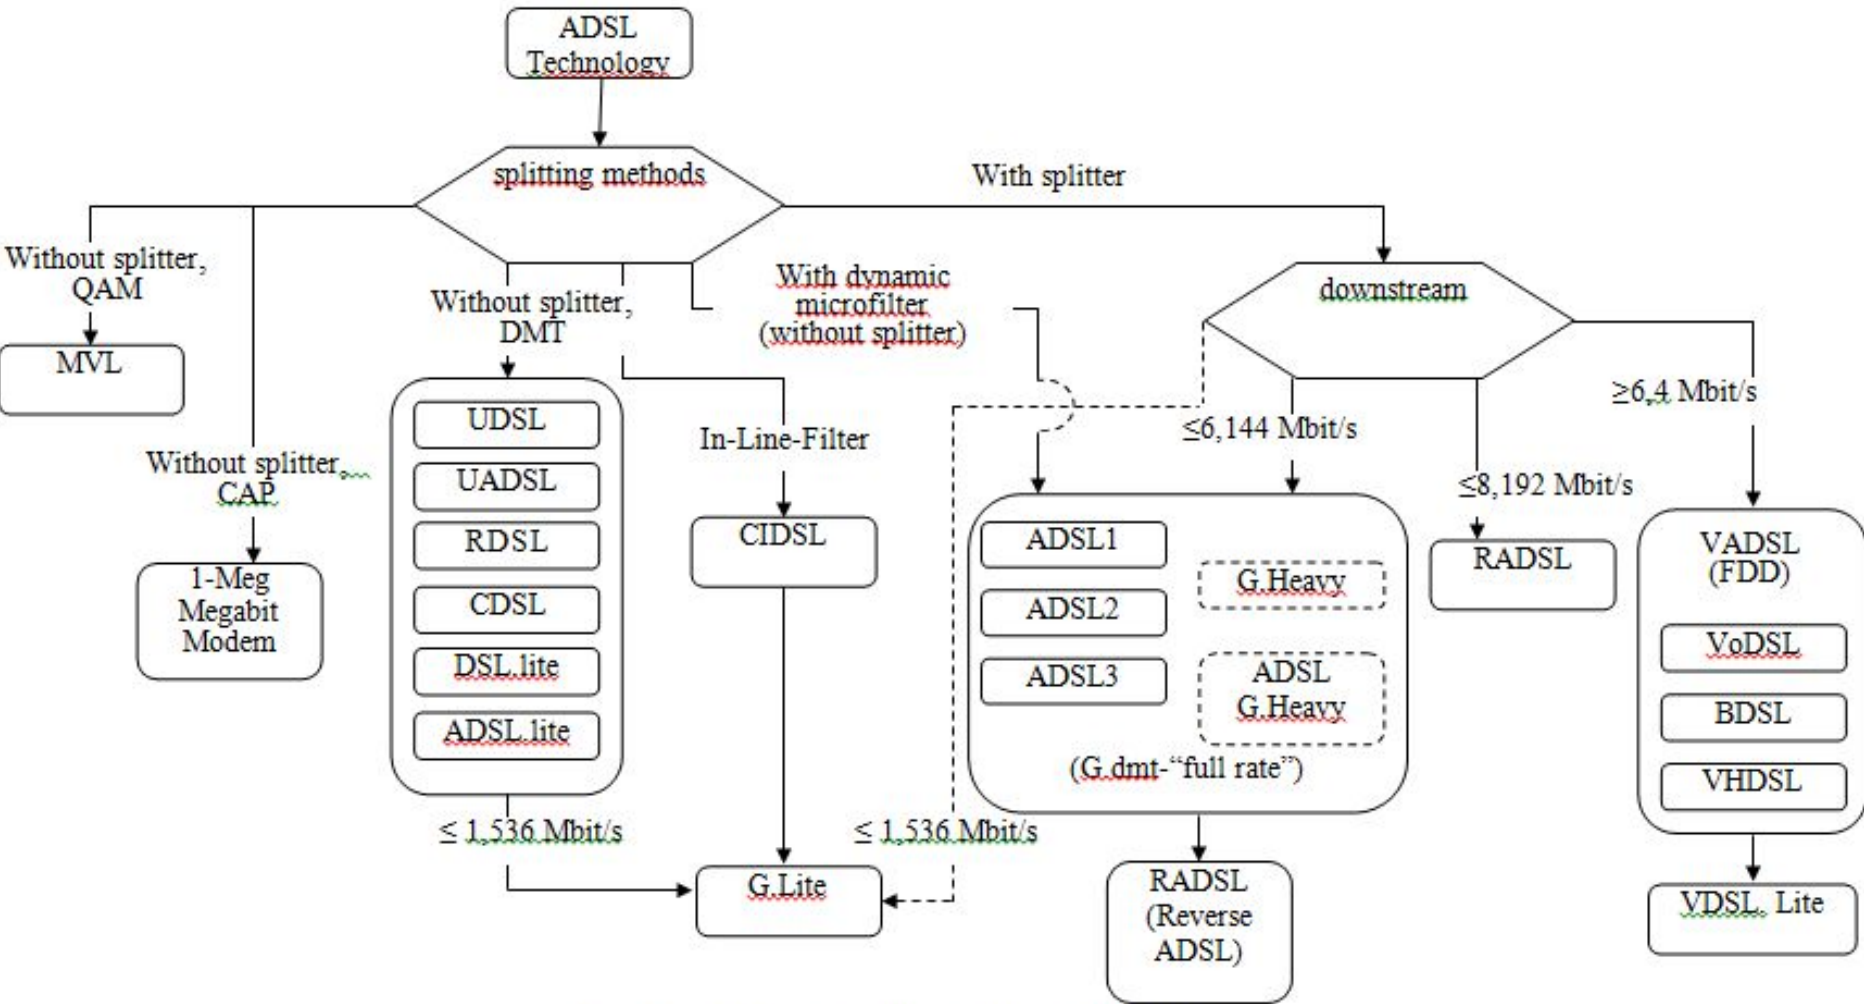 ADSL
Technology
splitting methods
With splitter
Without splitter,
QAM
MVL
Without splitter,
CAP
1-Meg
Megabit
Modem
Without splitter,
DMT
UDSL
UADSL
RDSL
CDSL
DSL.lite
ADSL.lite
≤ 1,536 Mbit/s
In-Line-Filter
CIDSL
G.Lite
With dynamic
microfilter
(without splitter)
downstream
≤ 1,536 Mbit/s
≤6,144 Mbit/s
ADSL1
ADSL2
ADSL3
G.Heavy
ADSL
G.Heavy
(G.dmt-“full rate”)
RADSL
(Reverse
ADSL)
≤8,192 Mbit/s
RADSL
≥6,4 Mbit/s
VADSL
(FDD)
VoDSL
BDSL
VHDSL
VDSL. Lite